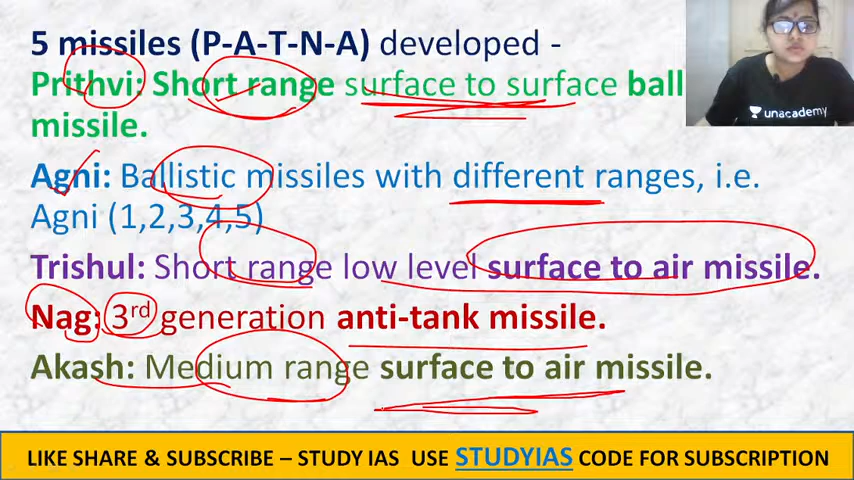 5 missiles (P-A-T-N-A) developed -
Prithvi: Short range surface to surface ball
missile.
Agni: Ballistic missiles with different ranges, i.e.
Agni (1,2,3,4,5)
Trishul: Short range low level surface to air missile.
Nag: 3rd generation anti-tank missile.
Akash: Medium range surface to air missile.
unacademy
LIKE SHARE & SUBSCRIBE – STUDY IAS USE STUDYIAS CODE FOR SUBSCRIPTION